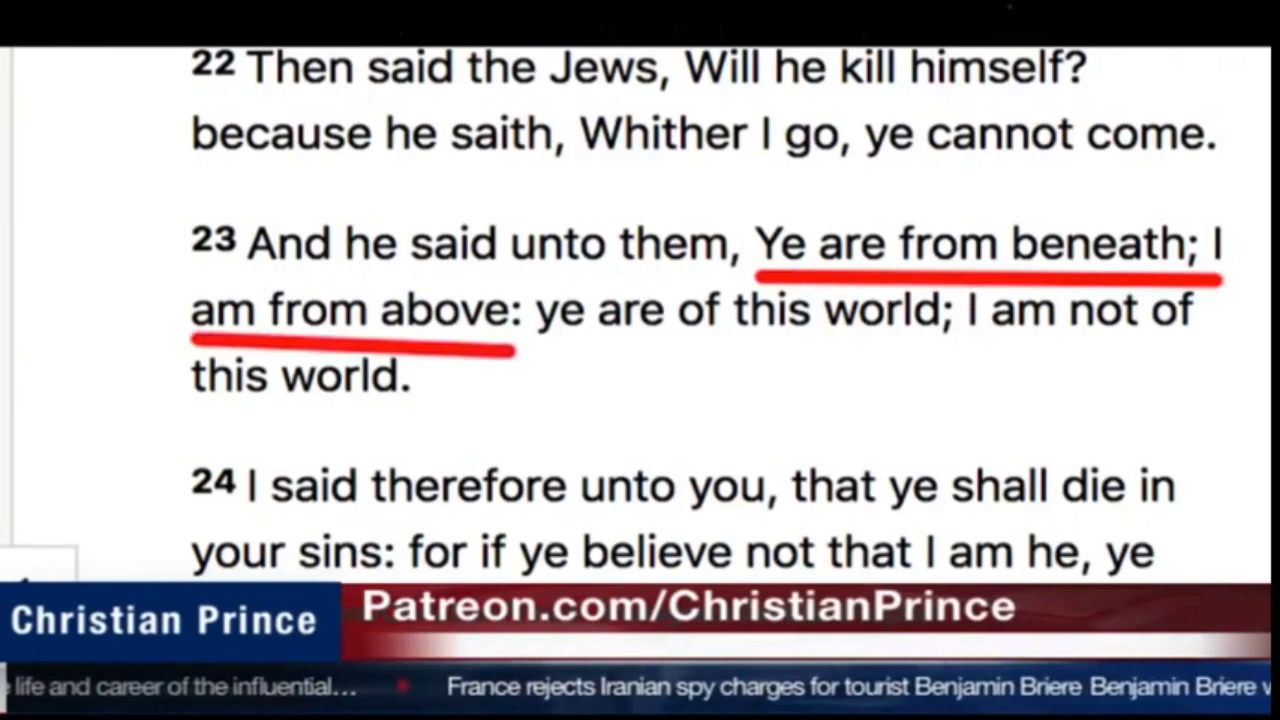 22 Then said the Jews, Will he kill himself?
because he saith, Whither I go, ye cannot come.
23 And he said unto them, Ye are from beneath; I
am from above: ye are of this world; I am not of
this world.
24 I said therefore unto you, that ye shall die in
your sins: for if ye believe not that I am he, ye
Christian Prince
Patreon.com/ChristianPrince
life and career of the influential... France rejects Iranian spy charges for tourist Benjamin Briere Benjamin Briere